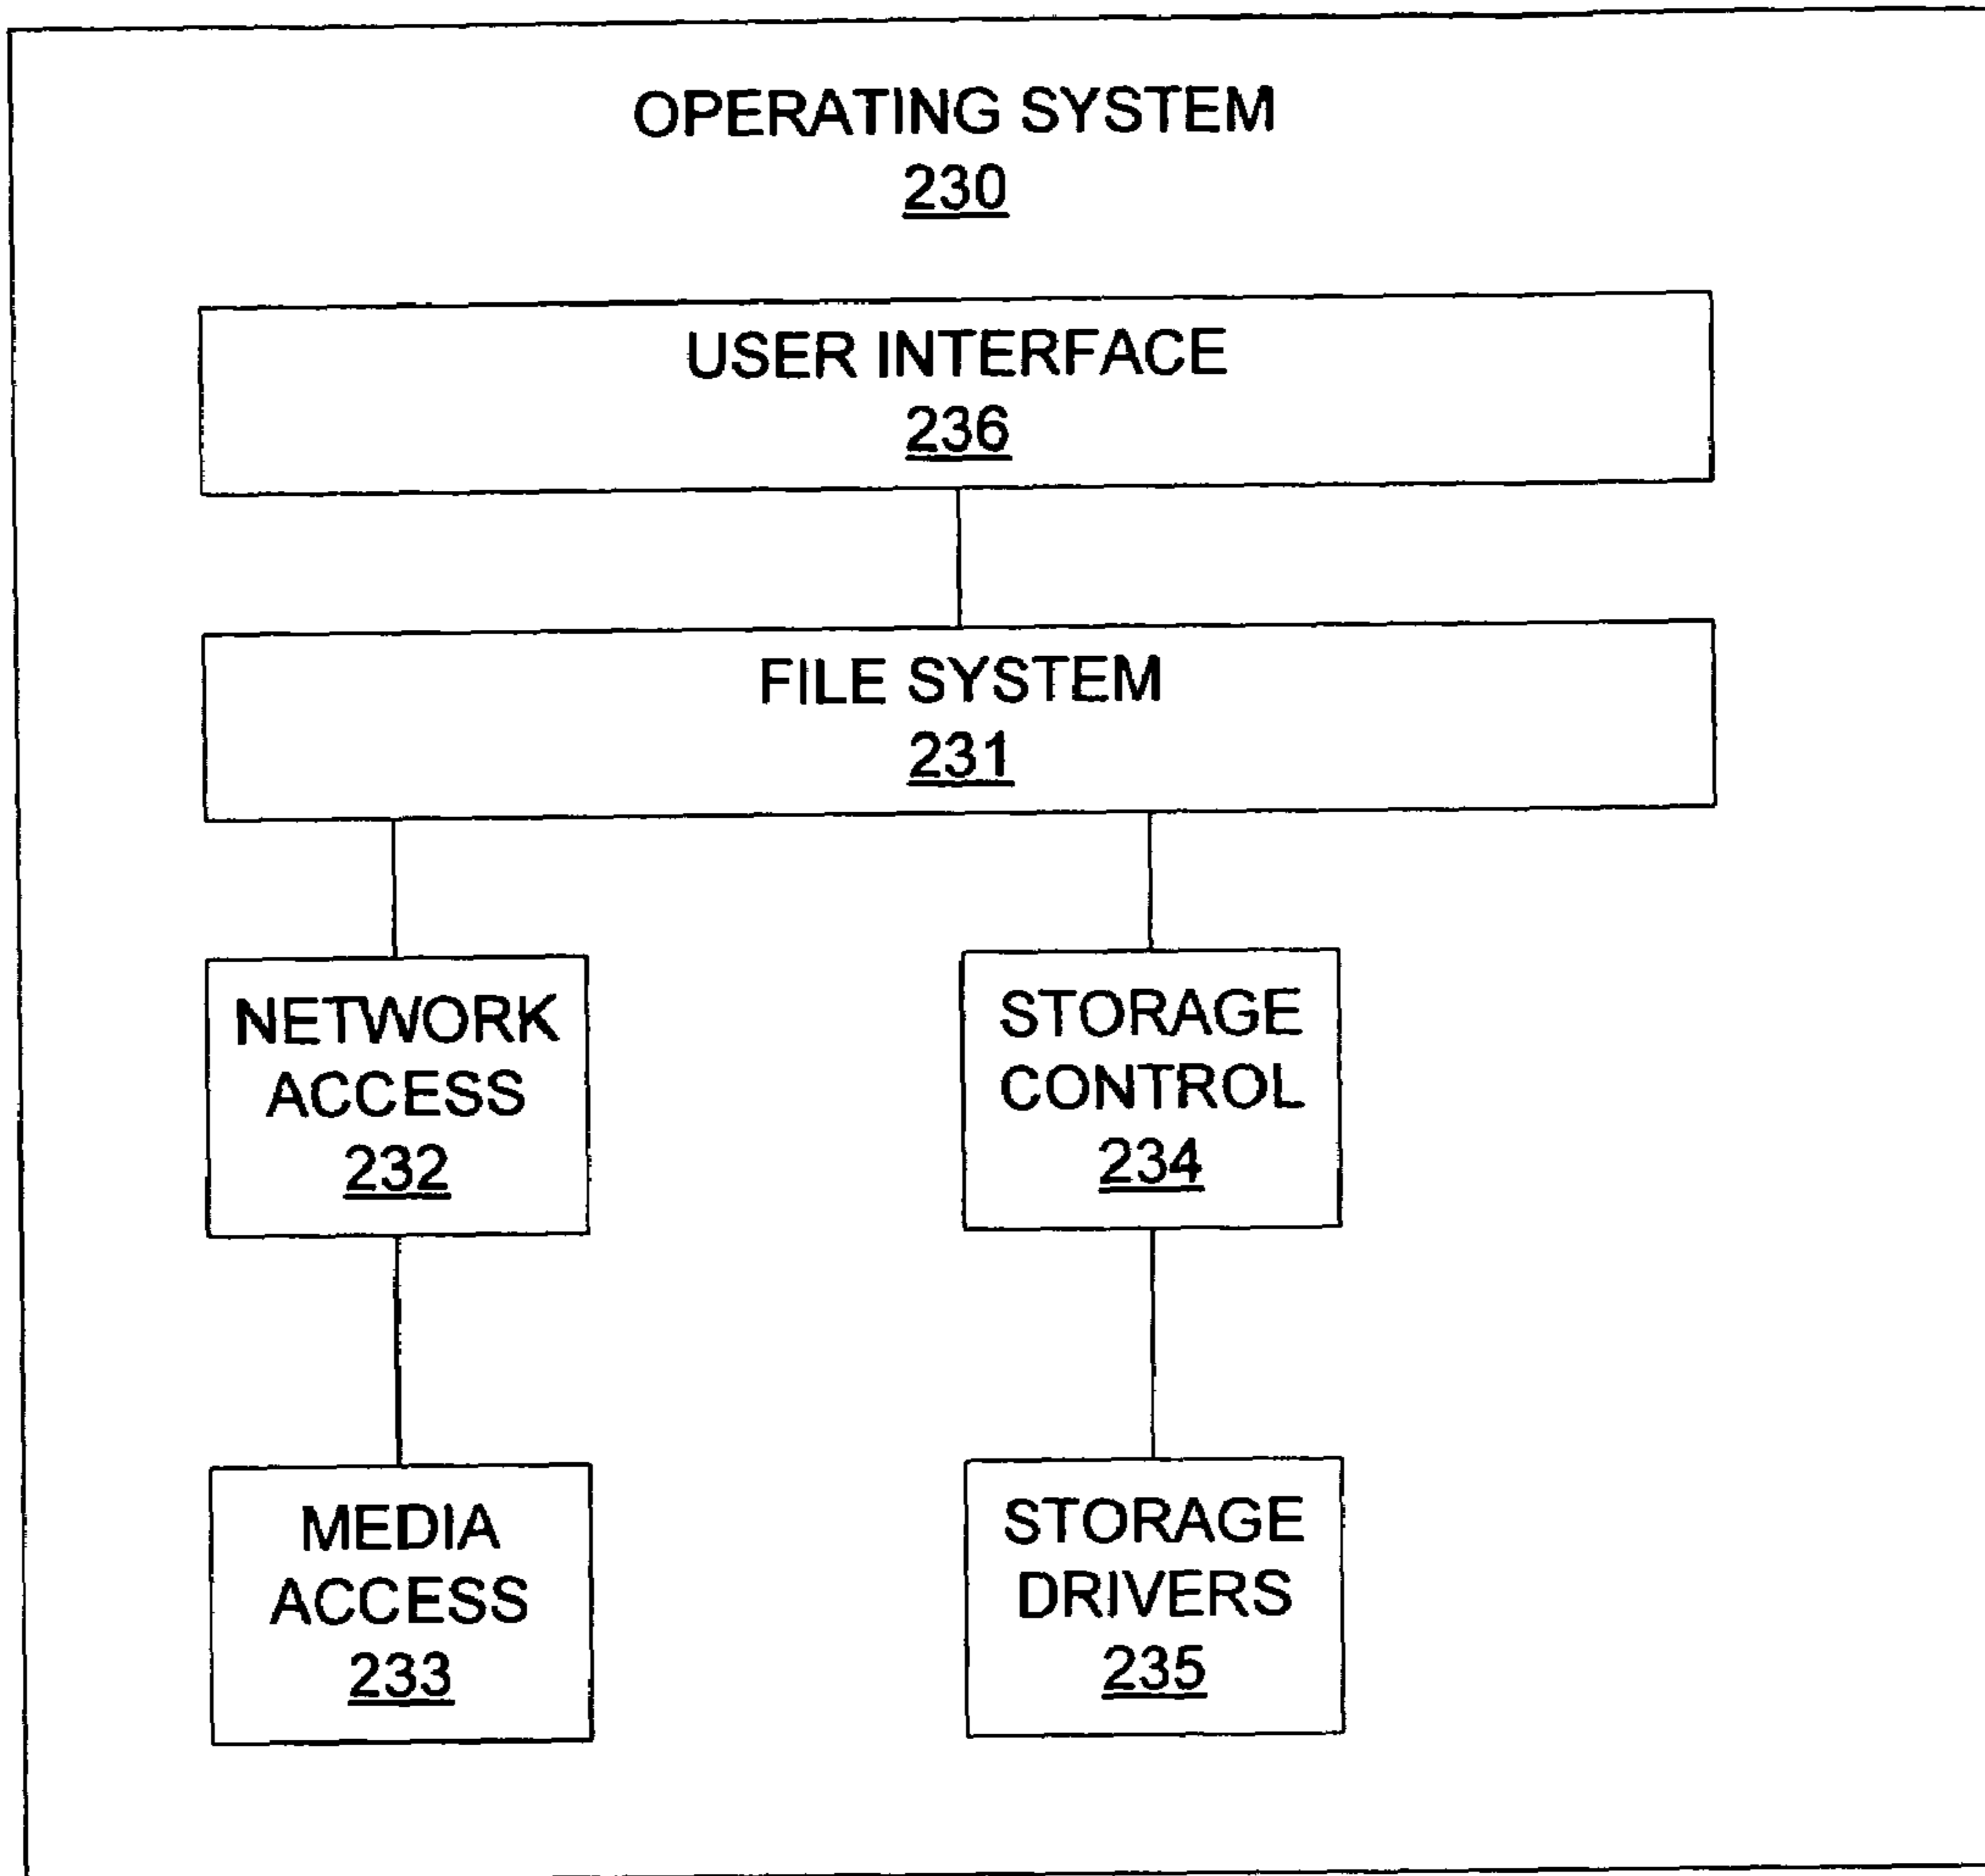 OPERATING SYSTEM
230
USER INTERFACE
236
FILE SYSTEM
231
NETWORK
ACCESS
232
STORAGE
CONTROL
234
MEDIA
ACCESS
233
STORAGE
DRIVERS
235